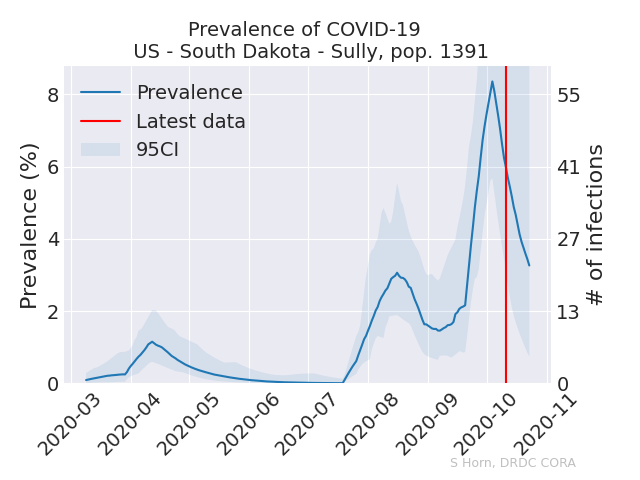 Prevalence of COVID-19
US - South Dakota - Sully, pop. 1391
Prevalence
Latest data
95CI
Prevalence (%)
8
6
4
2
0
# of infections
55
41
27
13
0
2020-03
2020-04
2020-05
2020-06
2020-07
2020-08
2020-09
2020-10
2020-11
S Horn, DRDC CORA